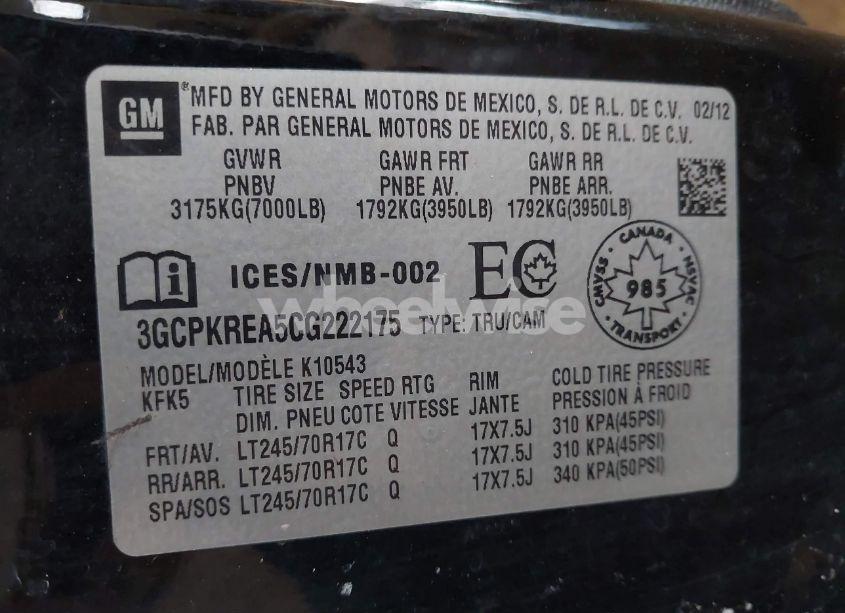 GM ® MFD BY GENERAL MOTORS DE MEXICO, S. DE R.L. DE C.V. 02/12
FAB. PAR GENERAL MOTORS DE MEXICO, S. DE R.L. DE C.V.
GVWR GAWR FRT GAWR RR
PNBV PNBE AV. PNBE ARR.
3175KG(7000LB) 1792KG(3950LB) 1792KG(3950LB)
i ICES/NMB-002 EC
CANADA CMVSS NSVAC 985 TRANSPORT
wheelwise
3GCPKREA5CG222175 TYPE: TRU/CAM
MODEL/MODÈLE K10543
KFK5 TIRE SIZE SPEED RTG RIM COLD TIRE PRESSURE
DIM. PNEU COTE VITESSE JANTE PRESSION À FROID
FRT/AV. LT245/70R17C Q 17X7.5J 310 KPA(45PSI)
RR/ARR. LT245/70R17C Q 17X7.5J 310 KPA(45PSI)
SPA/SOS LT245/70R17C Q 17X7.5J 340 KPA(50PSI)